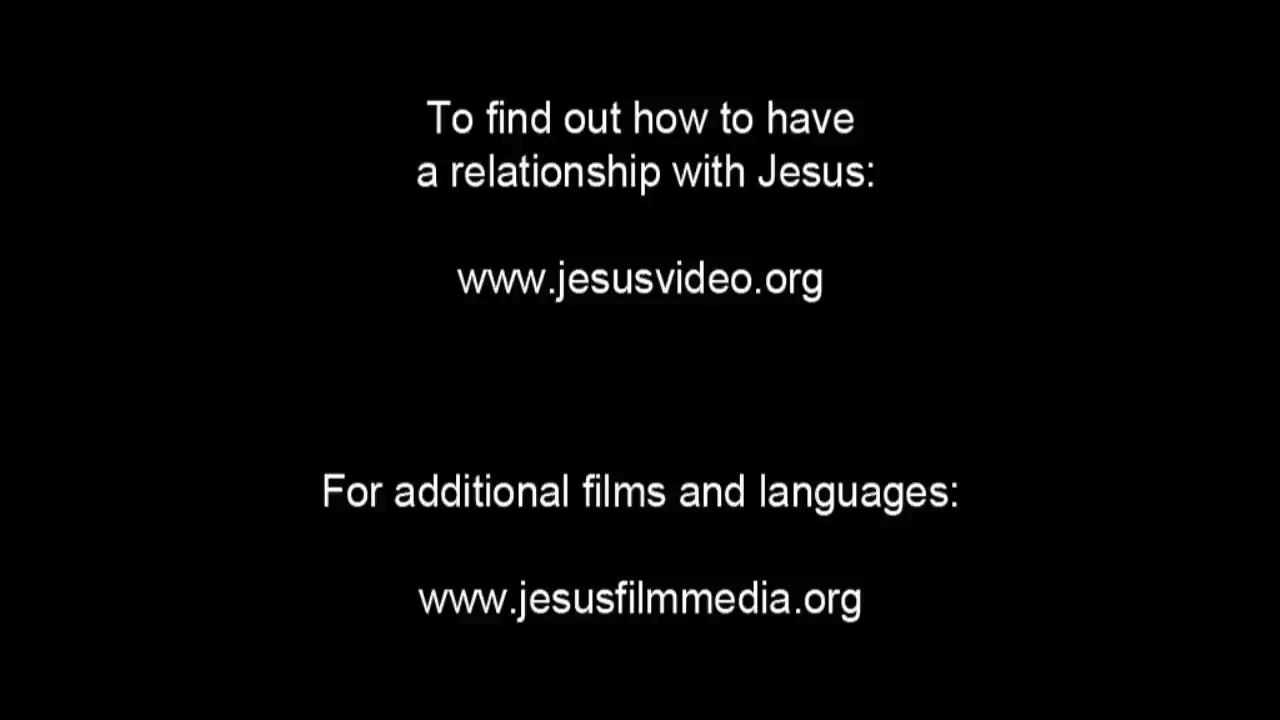 To find out how to have
a relationship with Jesus:
www.jesusvideo.org
For additional films and languages:
www.jesusfilmmedia.org